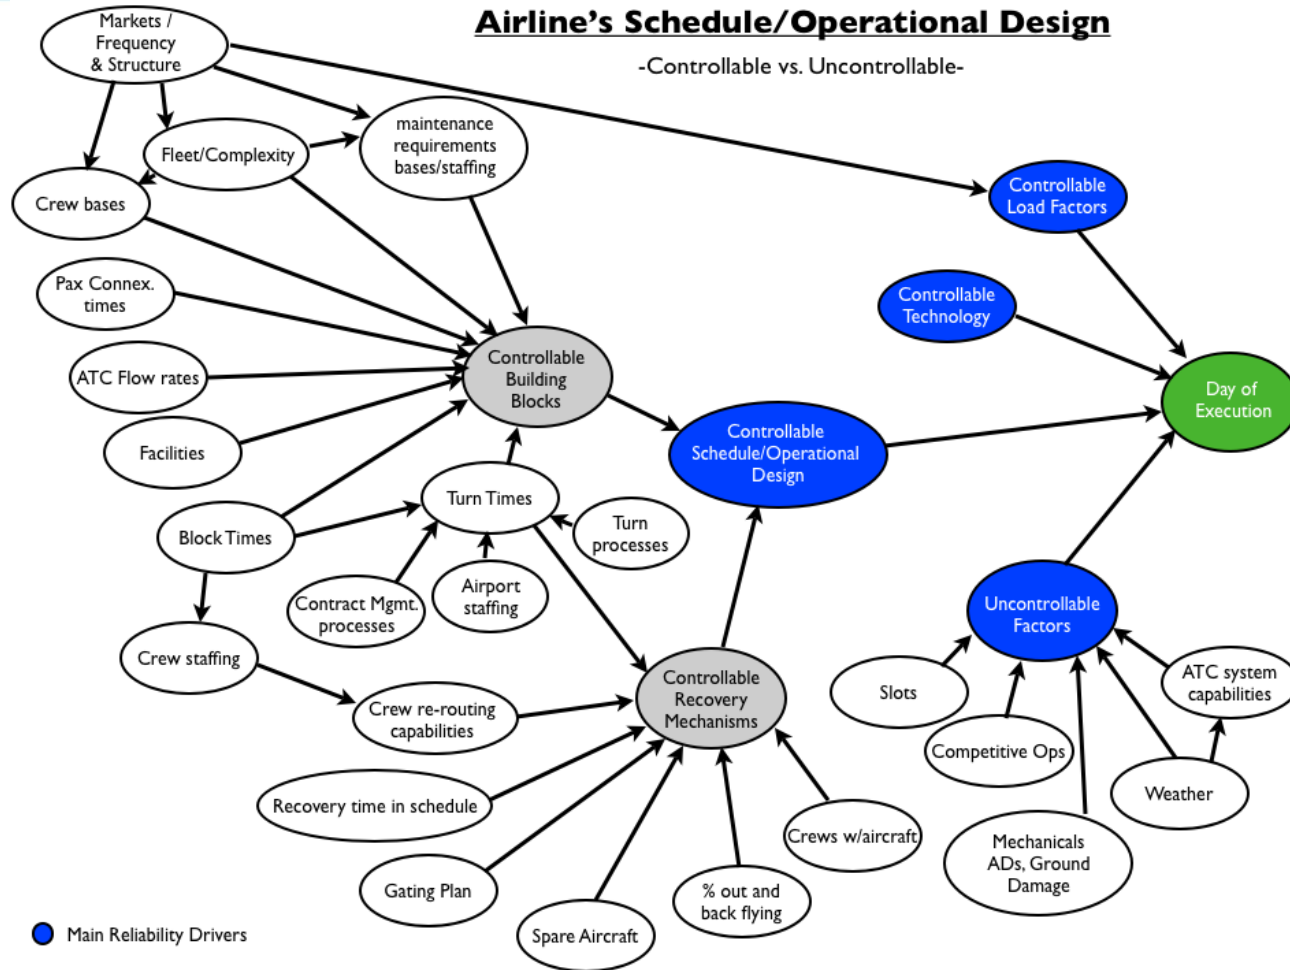 Airline's Schedule/Operational Design
-Controllable vs. Uncontrollable-
Markets /
Frequency
& Structure
Fleet/Complexity
maintenance
requirements
bases/staffing
Crew bases
Controllable
Load Factors
Pax Connex.
times
Controllable
Technology
ATC Flow rates
Controllable
Building
Blocks
Day of
Execution
Facilities
Controllable
Schedule/Operational
Design
Turn Times
Block Times
Turn
processes
Contract Mgmt.
processes
Airport
staffing
Uncontrollable
Factors
Crew staffing
Controllable
Recovery
Mechanisms
Slots
ATC system
capabilities
Crew re-routing
capabilities
Competitive Ops
Weather
Recovery time in schedule
Crews w/aircraft
Mechanicals
ADs, Ground
Damage
Gating Plan
% out and
back flying
Spare Aircraft
Main Reliability Drivers